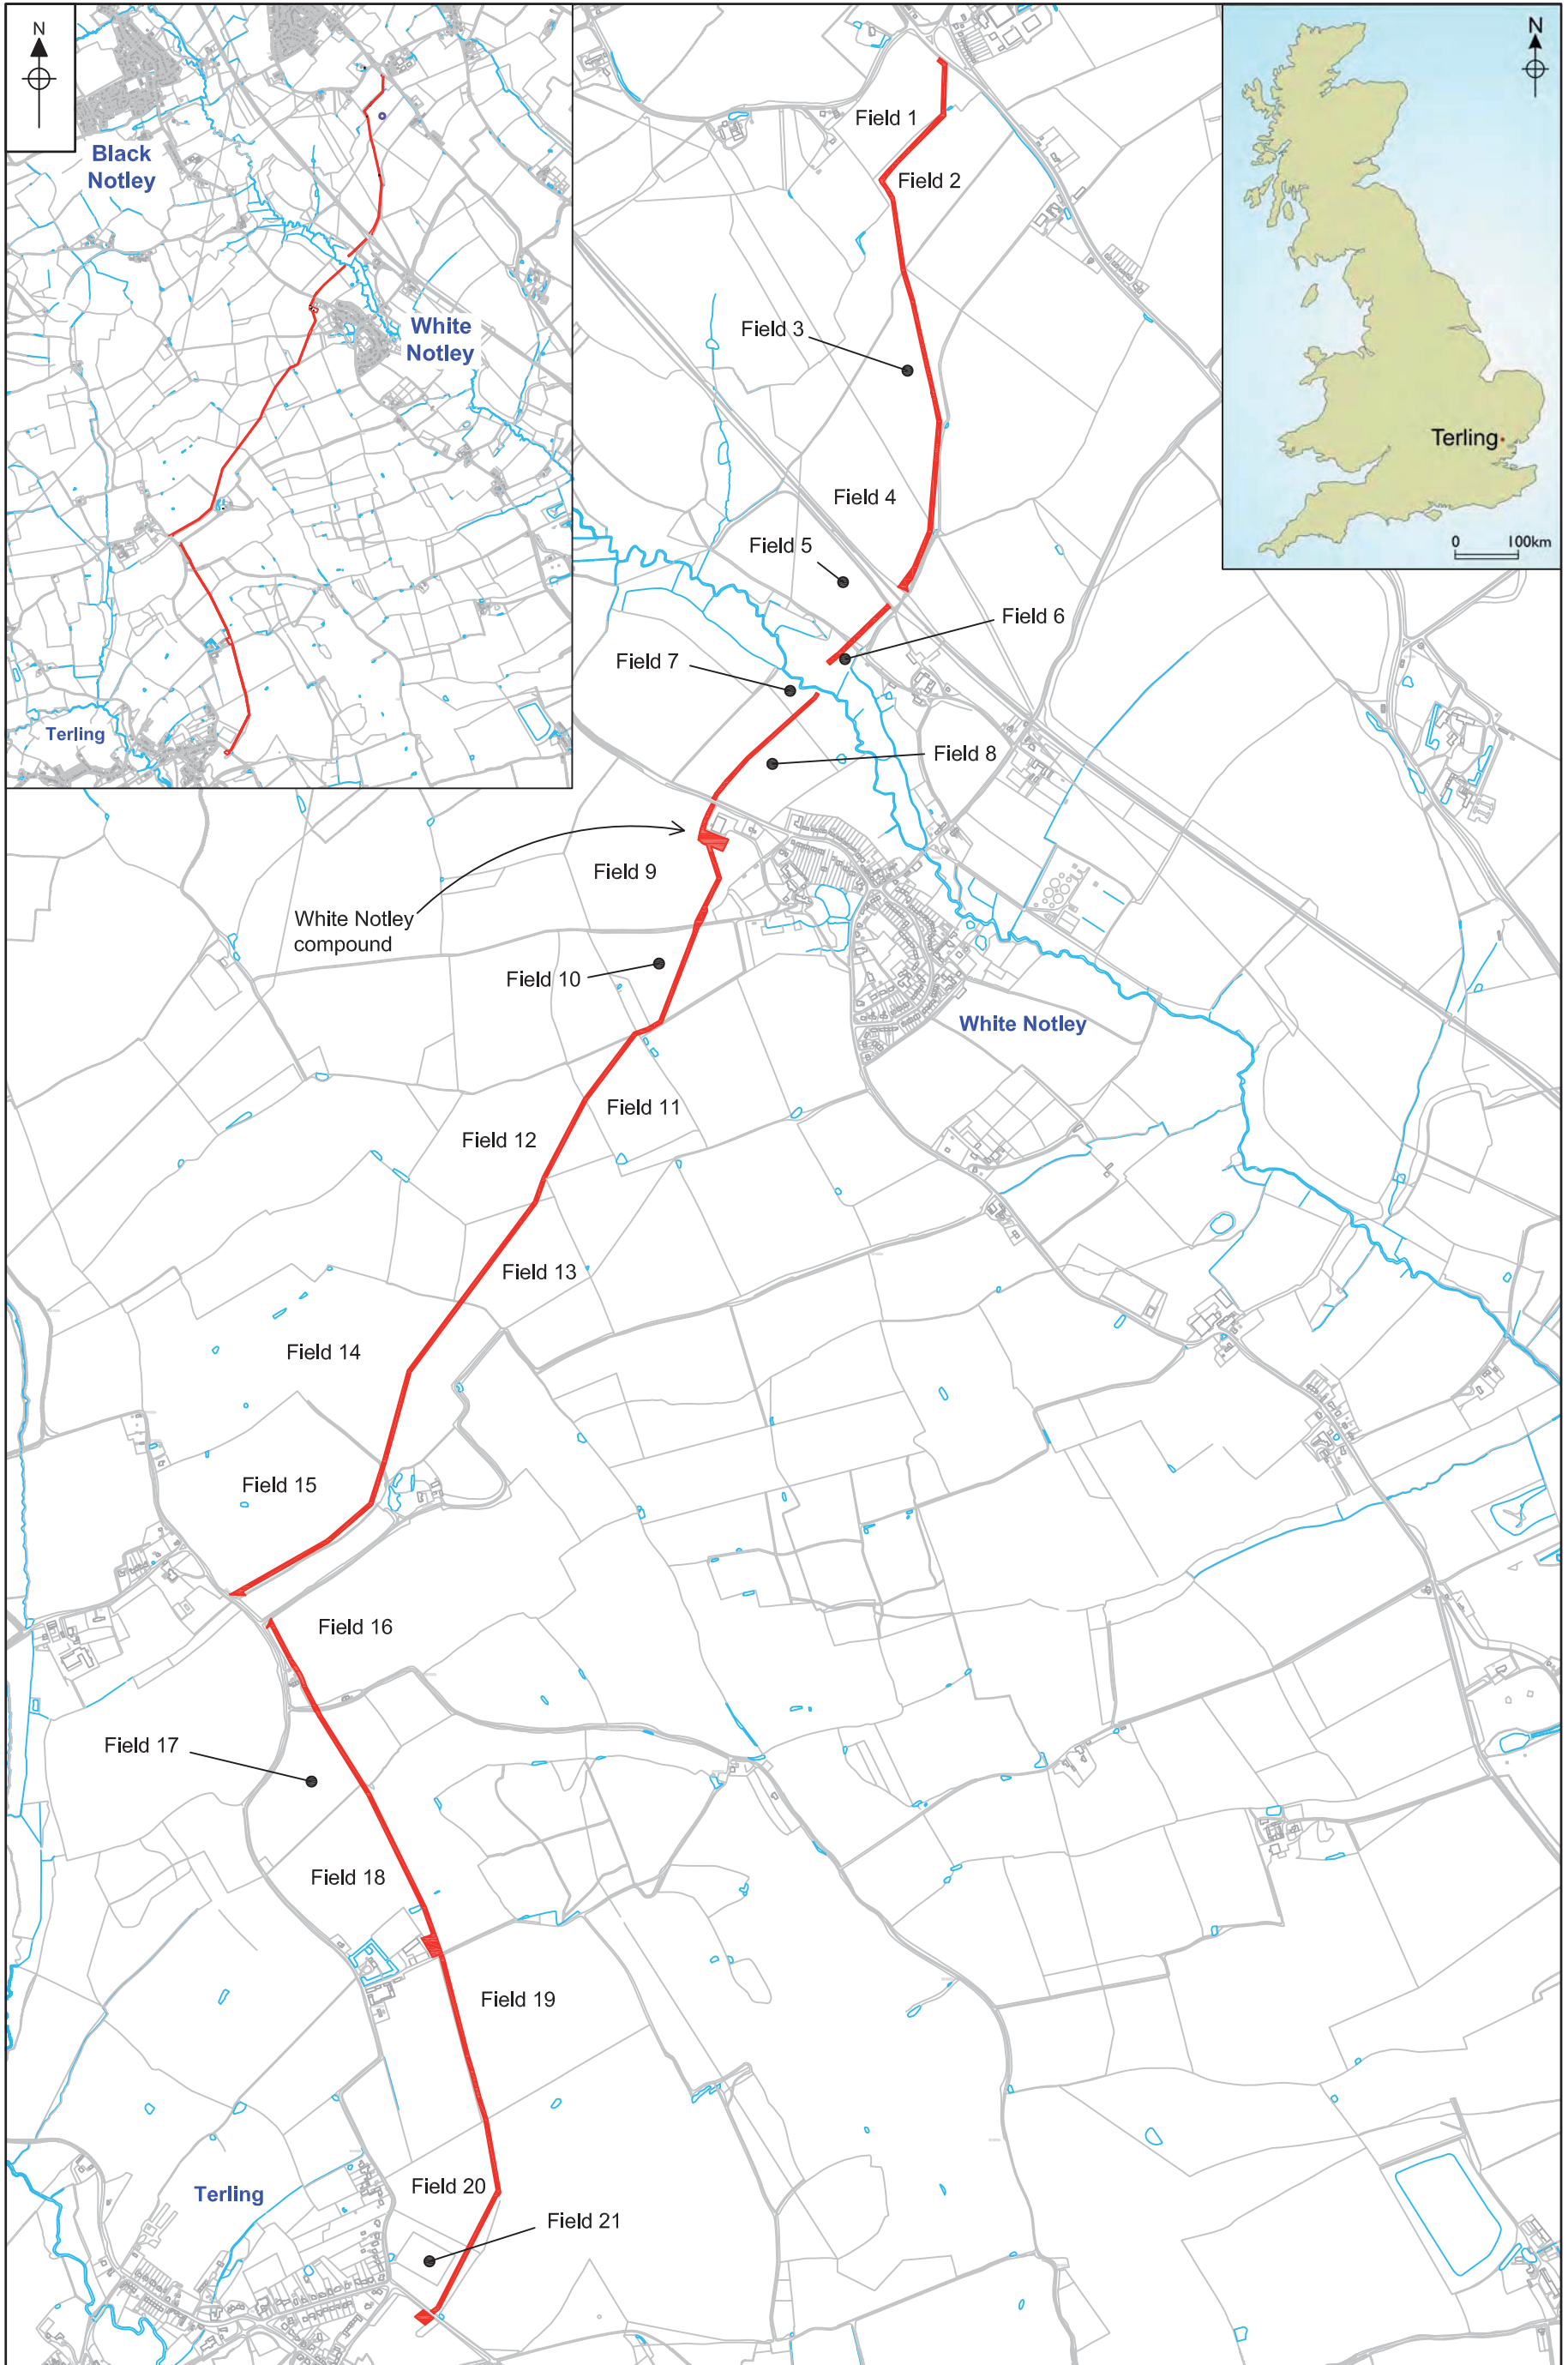 N
Black
Notley
White
Notley
Terling
N
Terling
0 100km
Field 1
Field 2
Field 3
Field 4
Field 5
Field 6
Field 7
Field 8
Field 9
White Notley
compound
Field 10
White Notley
Field 11
Field 12
Field 13
Field 14
Field 15
Field 16
Field 17
Field 18
Field 19
Field 20
Terling
Field 21